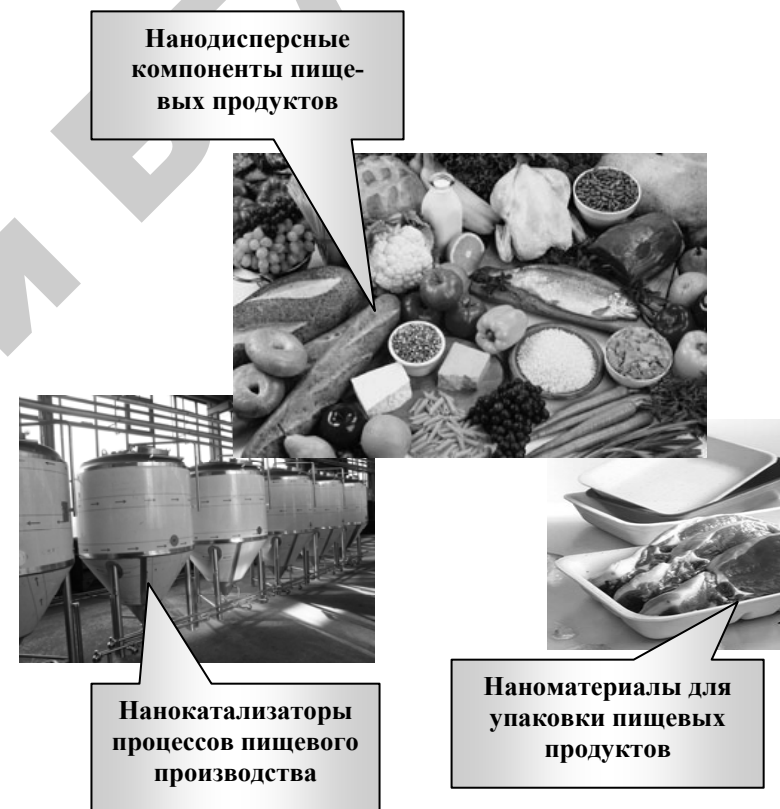 Нанодисперсные
компоненты пище-
вых продуктов
Нанокатализаторы
процессов пищевого
производства
Наноматериалы для
упаковки пищевых
продуктов